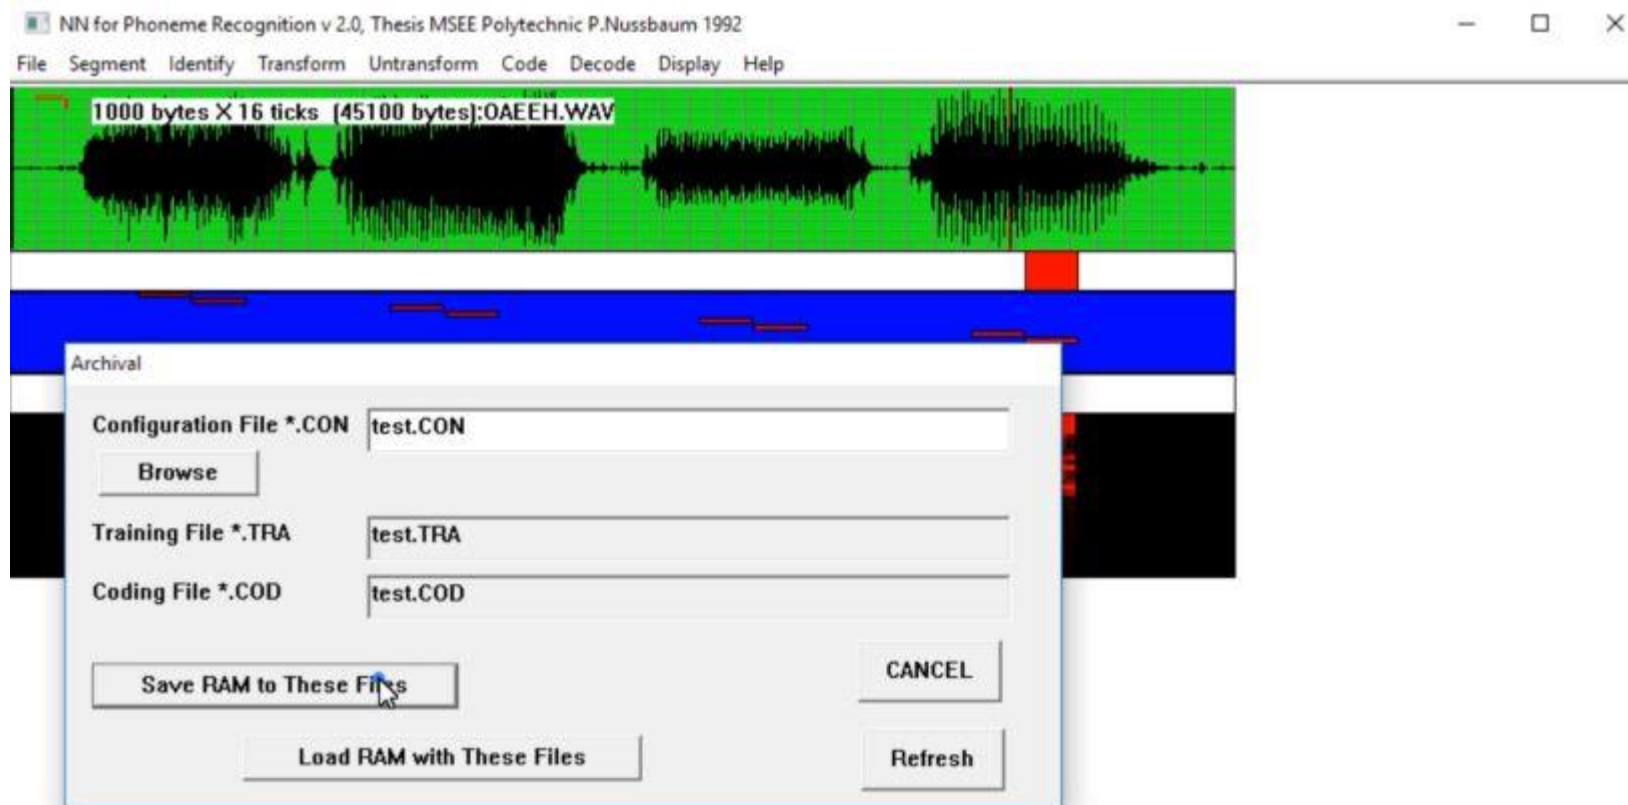 NN for Phoneme Recognition v 2.0, Thesis MSEE Polytechnic P.Nussbaum 1992
File Segment Identify Transform Untransform Code Decode Display Help
1000 bytes X 16 ticks (45100 bytes):OAEEH.WAV
Archival
Configuration File *.CON test.CON
Browse
Training File *.TRA test.TRA
Coding File *.COD test.COD
CANCEL
Save RAM to These Files
Load RAM with These Files Refresh